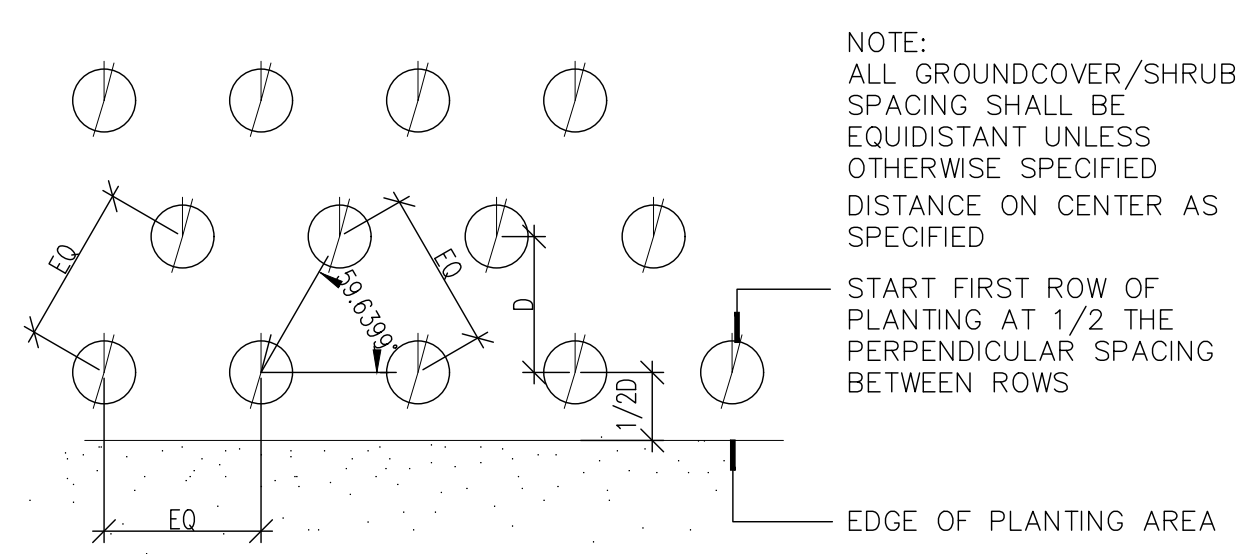 NOTE:
ALL GROUNDCOVER/SHRUB
SPACING SHALL BE
EQUIDISTANT UNLESS
OTHERWISE SPECIFIED
DISTANCE ON CENTER AS
SPECIFIED
EQ
EQ
59.6399°
D
START FIRST ROW OF
PLANTING AT 1/2 THE
PERPENDICULAR SPACING
BETWEEN ROWS
1/2D
EQ
EDGE OF PLANTING AREA